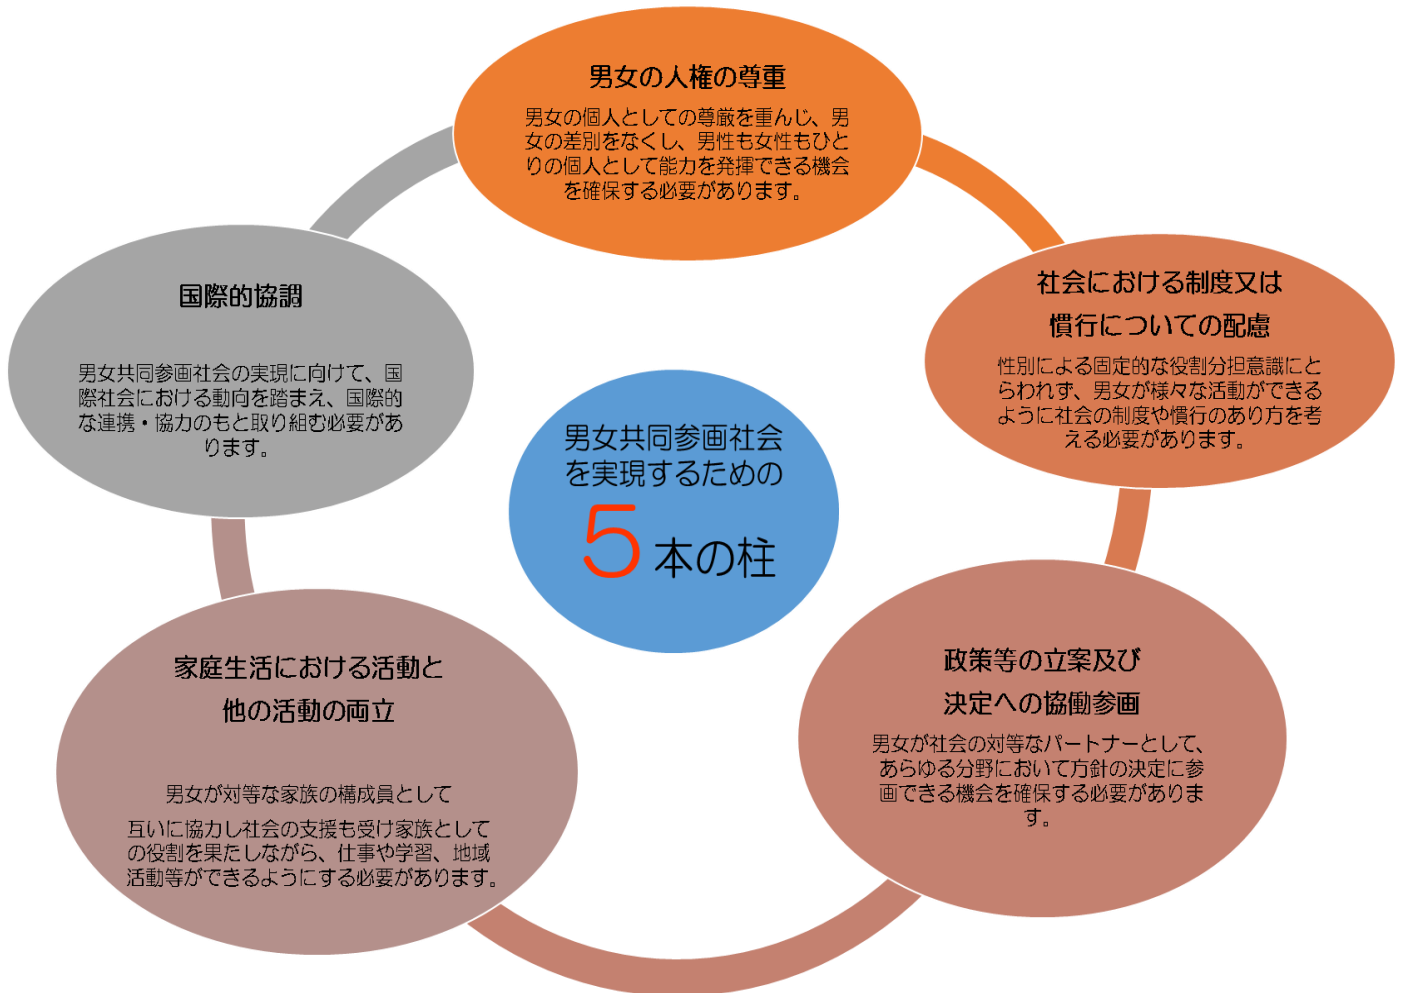 男女の人権の尊重
男女の個人としての尊厳を重んじ、男
女の差別をなくし、男性も女性もひと
りの個人として能力を発揮できる機会
を確保する必要があります。
社会における制度又は
慣行についての配慮
性別による固定的な役割分担意識にと
らわれず、男女が様々な活動ができる
ように社会の制度や慣行のあり方を考
える必要があります。
政策等の立案及び
決定への協働参画
男女が社会の対等なパートナーとして、
あらゆる分野において方針の決定に参
画できる機会を確保する必要がありま
す。
家庭生活における活動と
他の活動の両立
男女が対等な家族の構成員として
互いに協力し社会の支援も受け家族として
の役割を果たしながら、仕事や学習、地域
活動等ができるようにする必要があります。
国際的協調
男女共同参画社会の実現に向けて、国
際社会における動向を踏まえ、国際的
な連携・協力のもと取り組む必要があ
ります。
男女共同参画社会
を実現するための
5本の柱